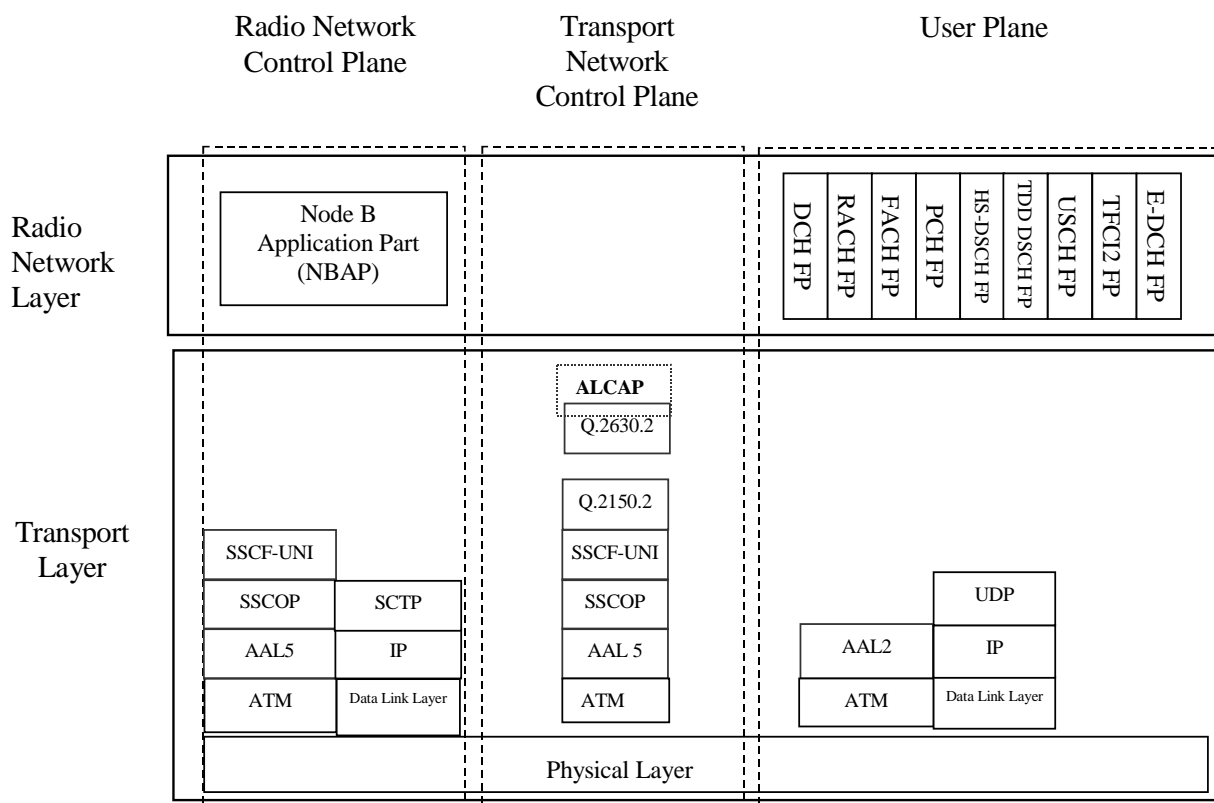 Radio Network
Control Plane
Transport
Network
Control Plane
User Plane
Radio
Network
Layer
Node B
Application Part
(NBAP)
DCH FP
RACH FP
FACH FP
PCH FP
HS-DSCH FP
TDD DSCH FP
USCH FP
TFCI2 FP
E-DCH FP
Transport
Layer
ALCAP
Q.2630.2
Q.2150.2
SSCF-UNI
SSCF-UNI
SSCOP
SCTP
SSCOP
UDP
AAL5
IP
AAL 5
AAL2
IP
ATM
Data Link Layer
ATM
ATM
Data Link Layer
Physical Layer